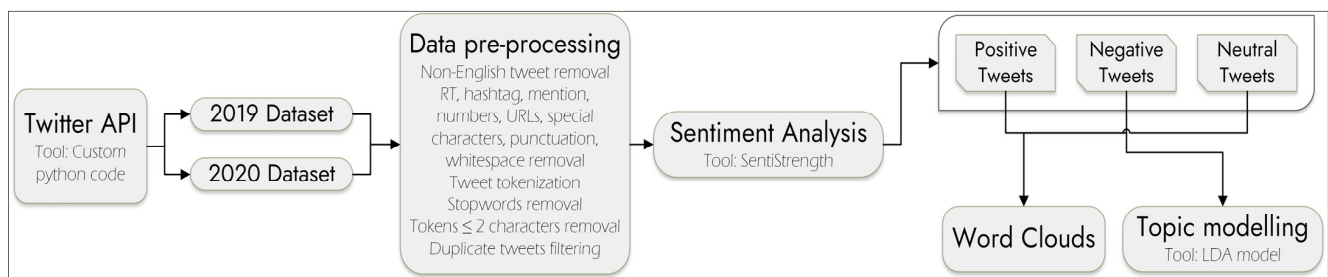 Twitter API
Tool: Custom
python code
2019 Dataset
2020 Dataset
Data pre-processing
Non-English tweet removal
RT, hashtag, mention,
numbers, URLs, special
characters, punctuation,
whitespace removal
Tweet tokenization
Stopwords removal
Tokens ≤ 2 characters removal
Duplicate tweets filtering
Sentiment Analysis
Tool: SentiStrength
Positive
Tweets
Negative
Tweets
Neutral
Tweets
Word Clouds
Topic modelling
Tool: LDA model